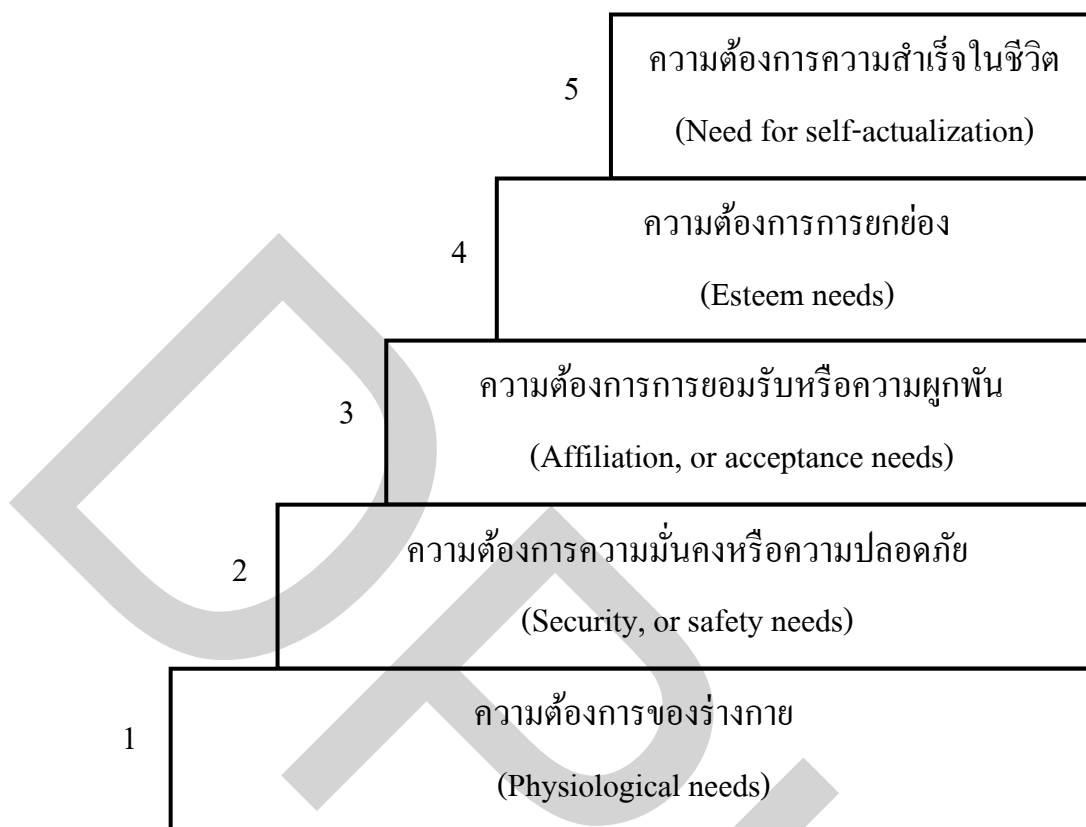 5
ความต้องการความสำเร็จในชีวิต
(Need for self-actualization)
4
ความต้องการการยกย่อง
(Esteem needs)
3
ความต้องการการยอมรับหรือความผูกพัน
(Affiliation, or acceptance needs)
2
ความต้องการความมั่นคงหรือความปลอดภัย
(Security, or safety needs)
1
ความต้องการของร่างกาย
(Physiological needs)